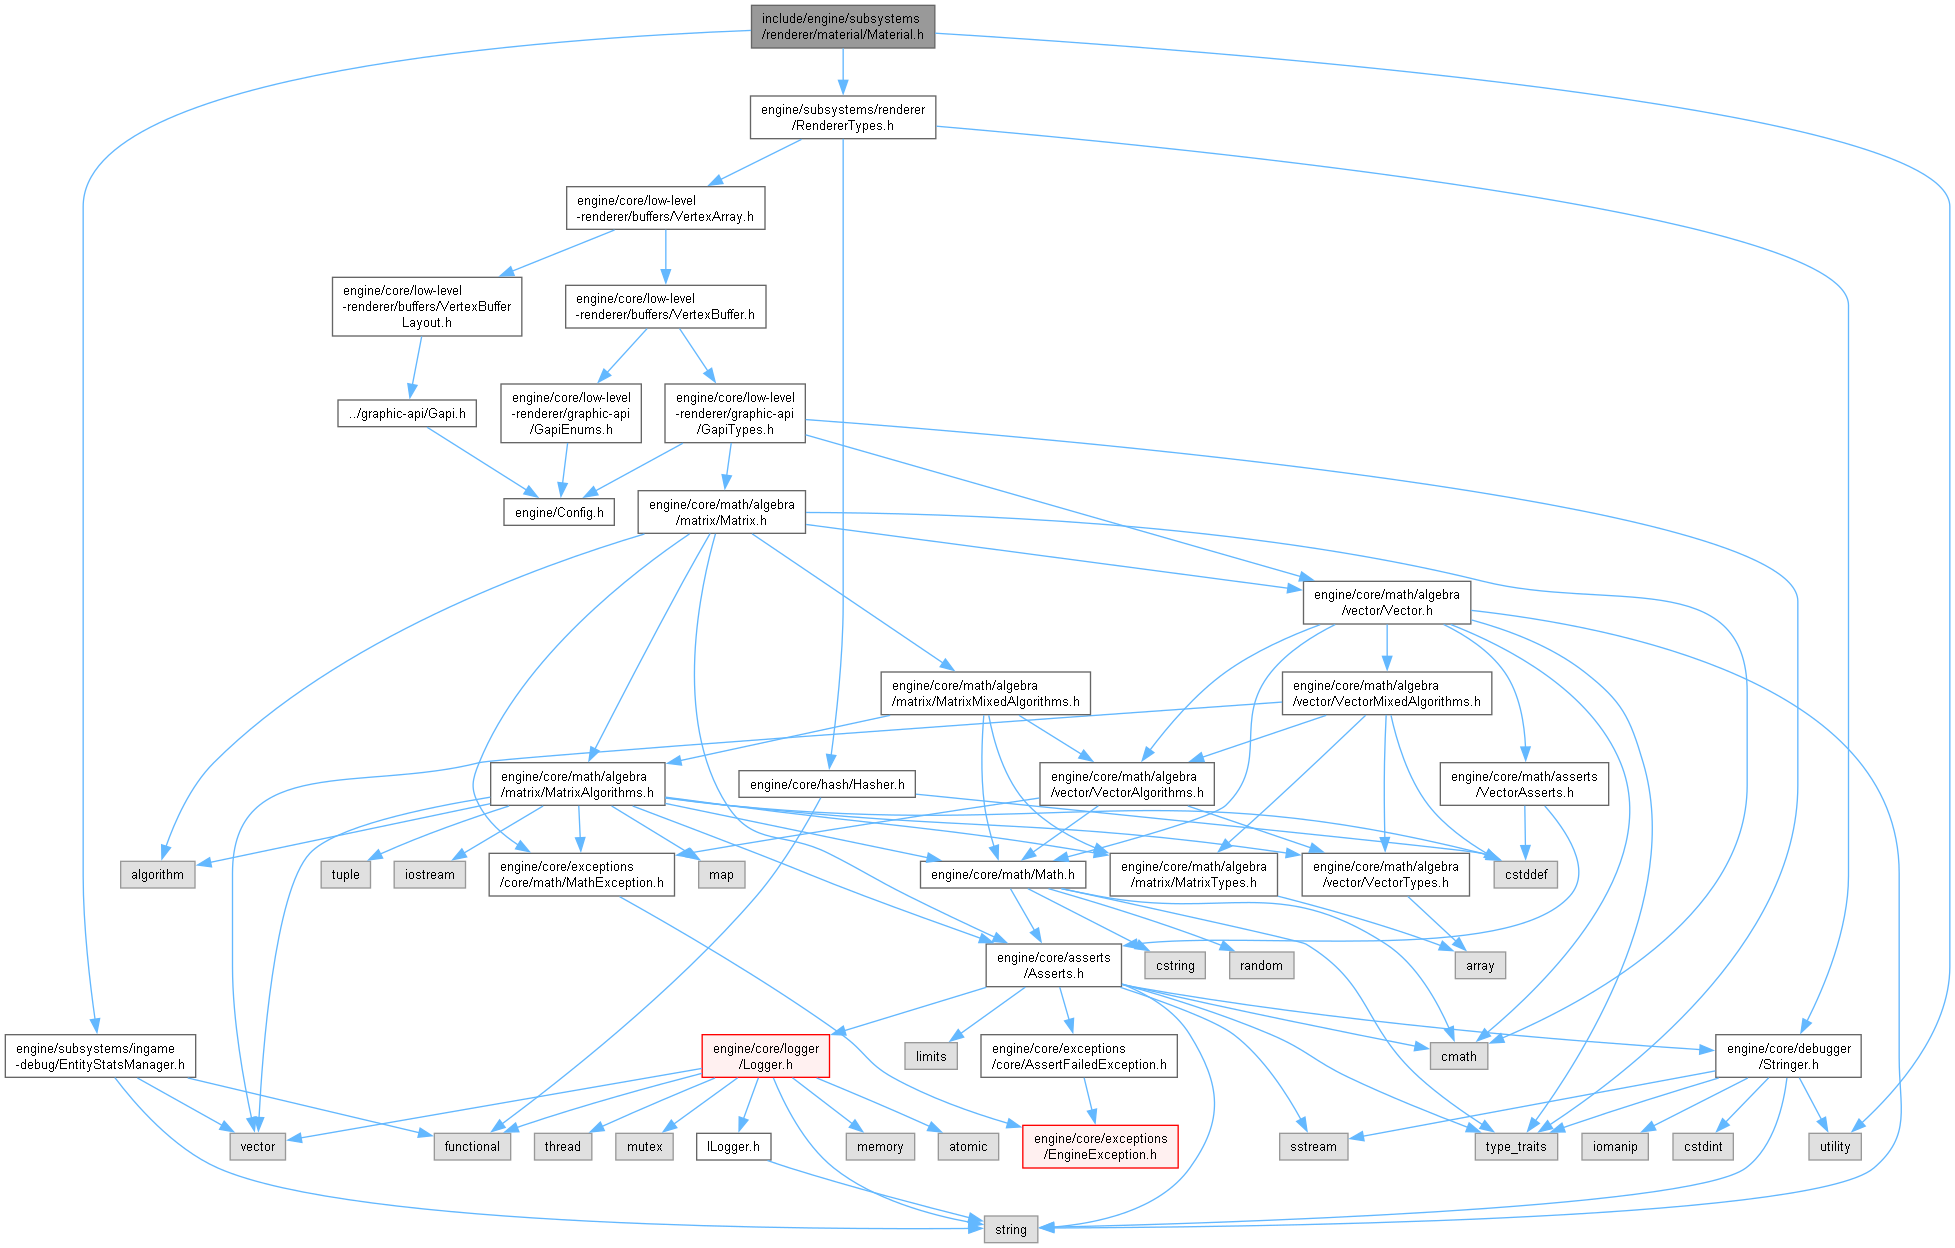 include/engine/subsystems
/renderer/material/Material.h
engine/subsystems/renderer
/RendererTypes.h
engine/core/low-level
-renderer/buffers/VertexArray.h
engine/core/low-level
-renderer/buffers/VertexBuffer
Layout.h
engine/core/low-level
-renderer/buffers/VertexBuffer.h
../graphic-api/Gapi.h
engine/core/low-level
-renderer/graphic-api
/GapiEnums.h
engine/core/low-level
-renderer/graphic-api
/GapiTypes.h
engine/Config.h
engine/core/math/algebra
/matrix/Matrix.h
engine/core/math/algebra
/vector/Vector.h
engine/core/math/algebra
/matrix/MatrixMixedAlgorithms.h
engine/core/math/algebra
/vector/VectorMixedAlgorithms.h
engine/core/math/algebra
/matrix/MatrixAlgorithms.h
engine/core/hash/Hasher.h
engine/core/math/algebra
/vector/VectorAlgorithms.h
engine/core/math/asserts
/VectorAsserts.h
algorithm
tuple
iostream
engine/core/exceptions
/core/math/MathException.h
map
engine/core/math/Math.h
engine/core/math/algebra
/matrix/MatrixTypes.h
engine/core/math/algebra
/vector/VectorTypes.h
cstddef
engine/core/asserts
/Asserts.h
cstring
random
array
engine/subsystems/ingame
-debug/EntityStatsManager.h
engine/core/logger
/Logger.h
limits
engine/core/exceptions
/core/AssertFailedException.h
cmath
engine/core/debugger
/Stringer.h
vector
functional
thread
mutex
ILogger.h
memory
atomic
engine/core/exceptions
/EngineException.h
sstream
type_traits
iomanip
cstdint
utility
string